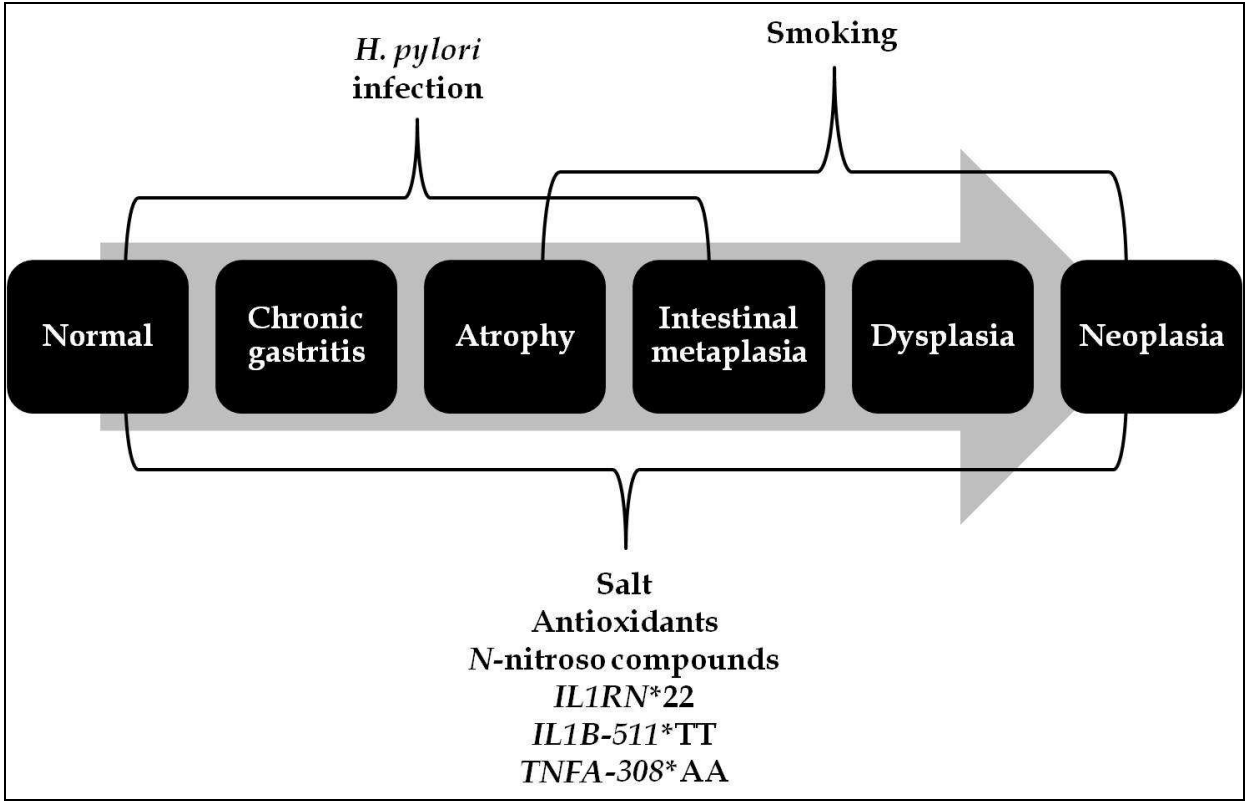 Smoking
H. pylori
infection
Normal
Chronic
gastritis
Atrophy
Intestinal
metaplasia
Dysplasia
Neoplasia
Salt
Antioxidants
N-nitroso compounds
IL1RN*22
IL1B-511*TT
TNFA-308*AA